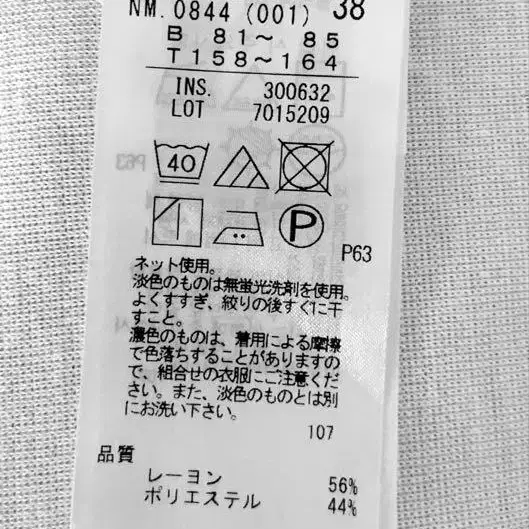 NM. 0844 (001) 38
B 81～ 85
T 158～164
INS. 300632
LOT 7015209
40
P
P63
ネット使用。
淡色のものは無蛍光洗剤を使用。
よくすすぎ、絞りの後すぐに干
すこと。
濃色のものは、着用による摩擦
で色落ちすることがありますの
で、組合せの衣服にご注意くだ
さい。また、淡色のものとは別
にお洗い下さい。
107
品質
レーヨン 56%
ポリエステル 44%